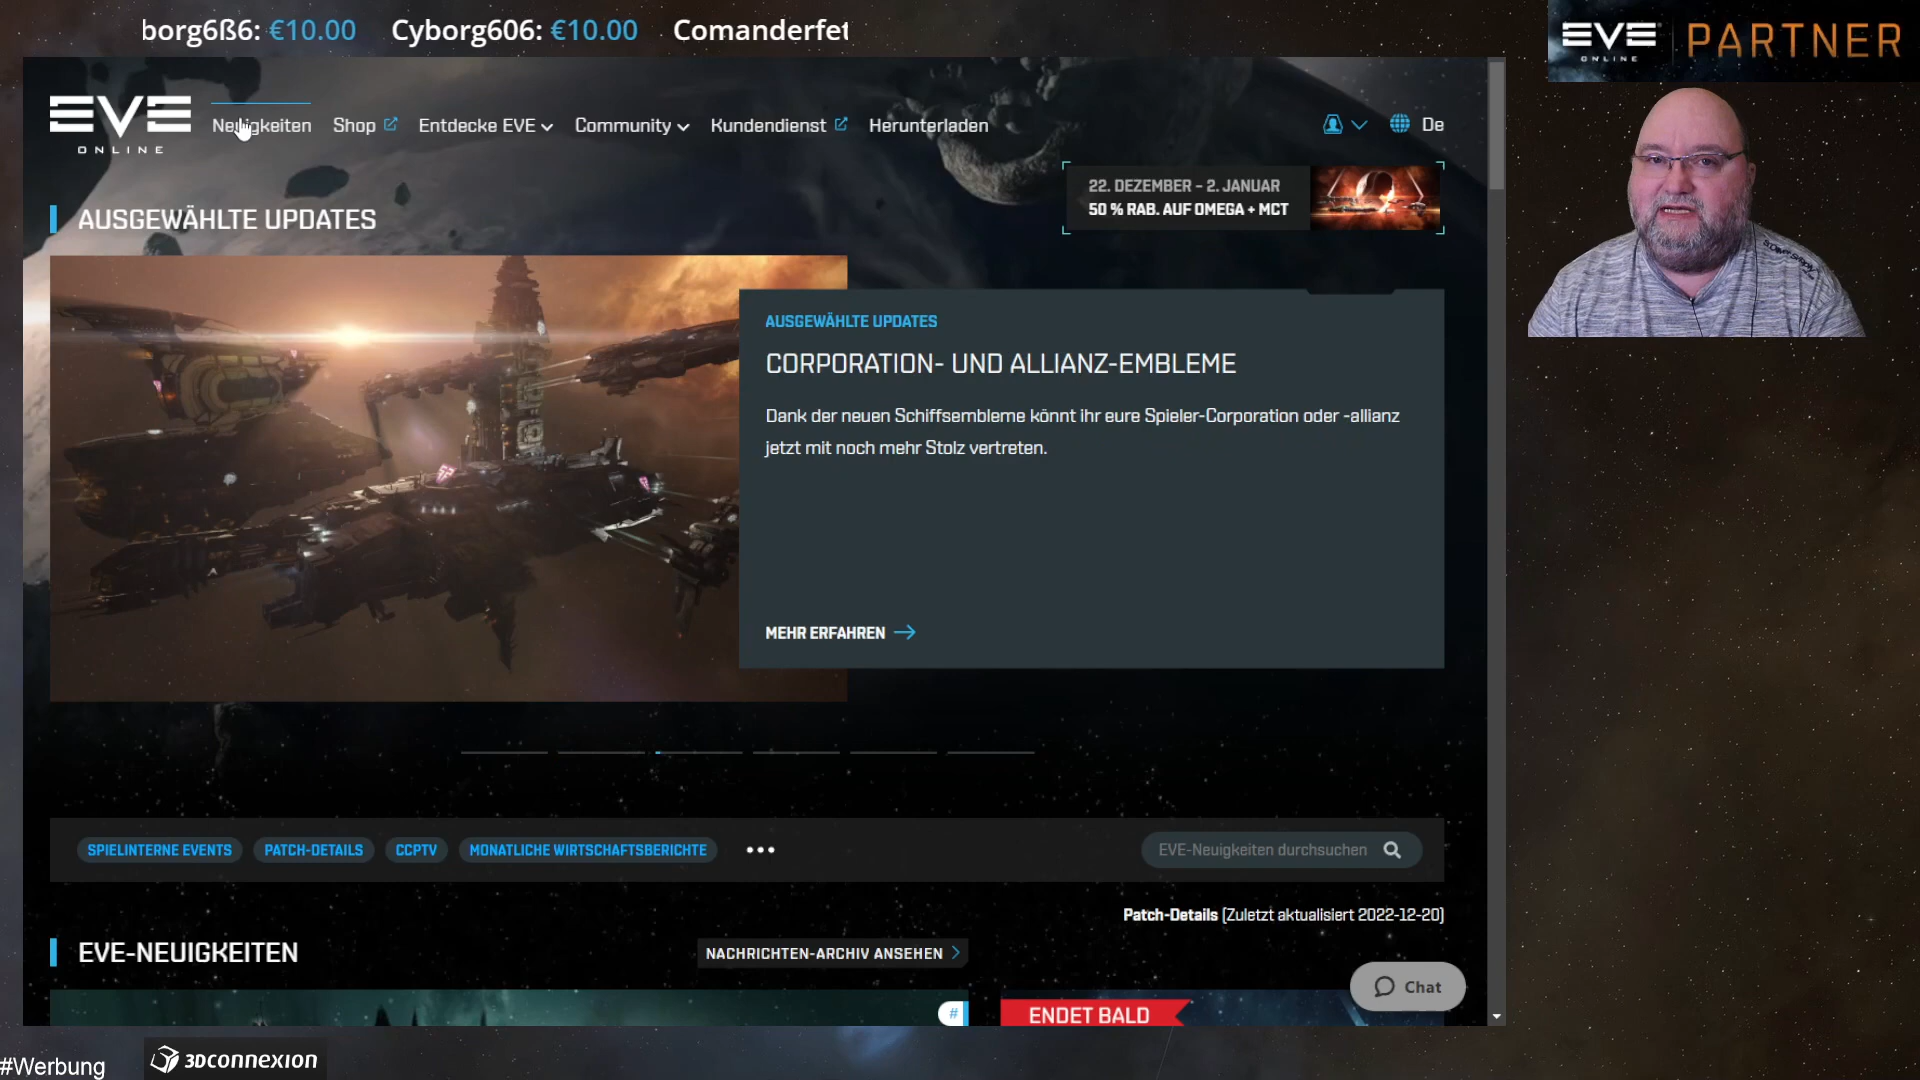 borg6ß6: €10.00 Cyborg606: €10.00 Comanderfet
EVE ONLINE PARTNER
EVE ONLINE
Neuigkeiten Shop Entdecke EVE Community Kundendienst Herunterladen De
22. DEZEMBER - 2. JANUAR
50 % RAB. AUF OMEGA + MCT
AUSGEWÄHLTE UPDATES
AUSGEWÄHLTE UPDATES
CORPORATION- UND ALLIANZ-EMBLEME
Dank der neuen Schiffsembleme könnt ihr eure Spieler-Corporation oder -allianz
jetzt mit noch mehr Stolz vertreten.
MEHR ERFAHREN
SPIELINTERNE EVENTS PATCH-DETAILS CCPTV MONATLICHE WIRTSCHAFTSBERICHTE ••• EVE-Neuigkeiten durchsuchen
Patch-Details (Zuletzt aktualisiert 2022-12-20)
EVE-NEUIGKEITEN
NACHRICHTEN-ARCHIV ANSEHEN
Chat
#
ENDET BALD
#Werbung 3Dconnexion